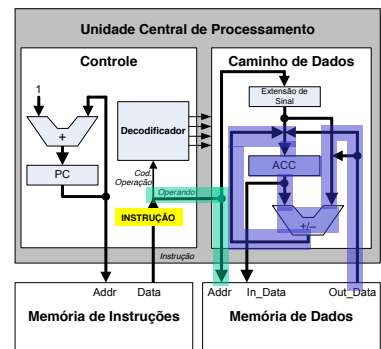 Unidade Central de Processamento
Controle
Caminho de Dados
1
+
PC
Decodificador
Cod.
Operação
Operando
INSTRUÇÃO
Instrução
Extensão de
Sinal
ACC
+/–
Addr
Data
Addr
In_Data
Out_Data
Memória de Instruções
Memória de Dados